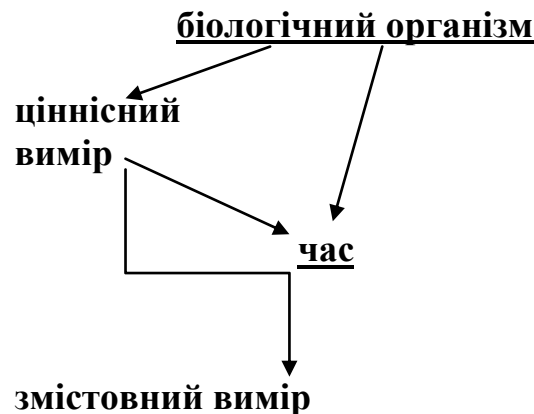 біологічний організм
ціннісний
вимір
час
змістовний вимір